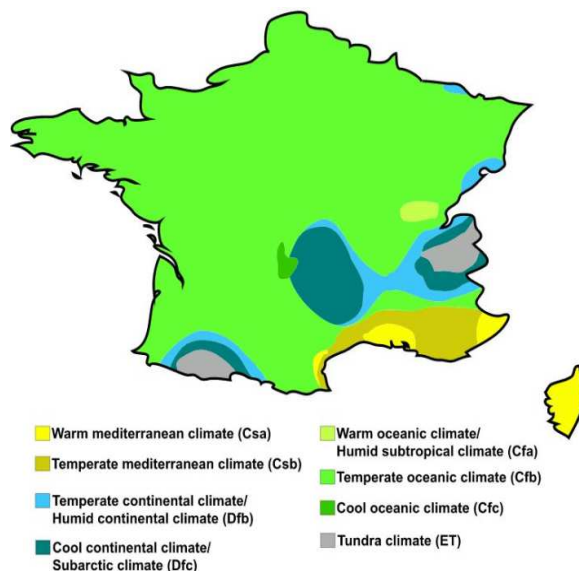 Warm mediterranean climate (Csa)
Temperate mediterranean climate (Csb)
Temperate continental climate/
Humid continental climate (Dfb)
Cool continental climate/
Subarctic climate (Dfc)
Warm oceanic climate/
Humid subtropical climate (Cfa)
Temperate oceanic climate (Cfb)
Cool oceanic climate (Cfc)
Tundra climate (ET)